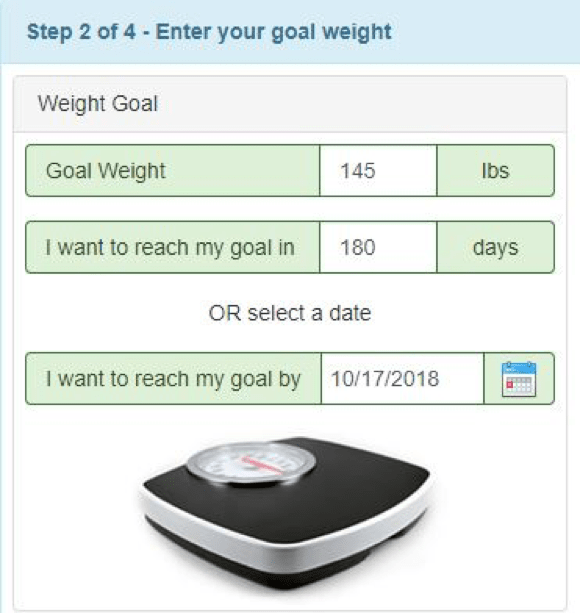 Step 2 of 4 - Enter your goal weight
Weight Goal
Goal Weight 145 lbs
I want to reach my goal in 180 days
OR select a date
I want to reach my goal by 10/17/2018